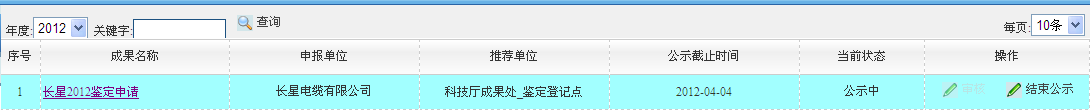 年度: 2012 关键字: 查询 每页: 10条
序号 成果名称 申报单位 推荐单位 公示截止时间 当前状态 操作
1 长星2012鉴定申请 长星电缆有限公司 科技厅成果处_鉴定登记点 2012-04-04 公示中 结束公示